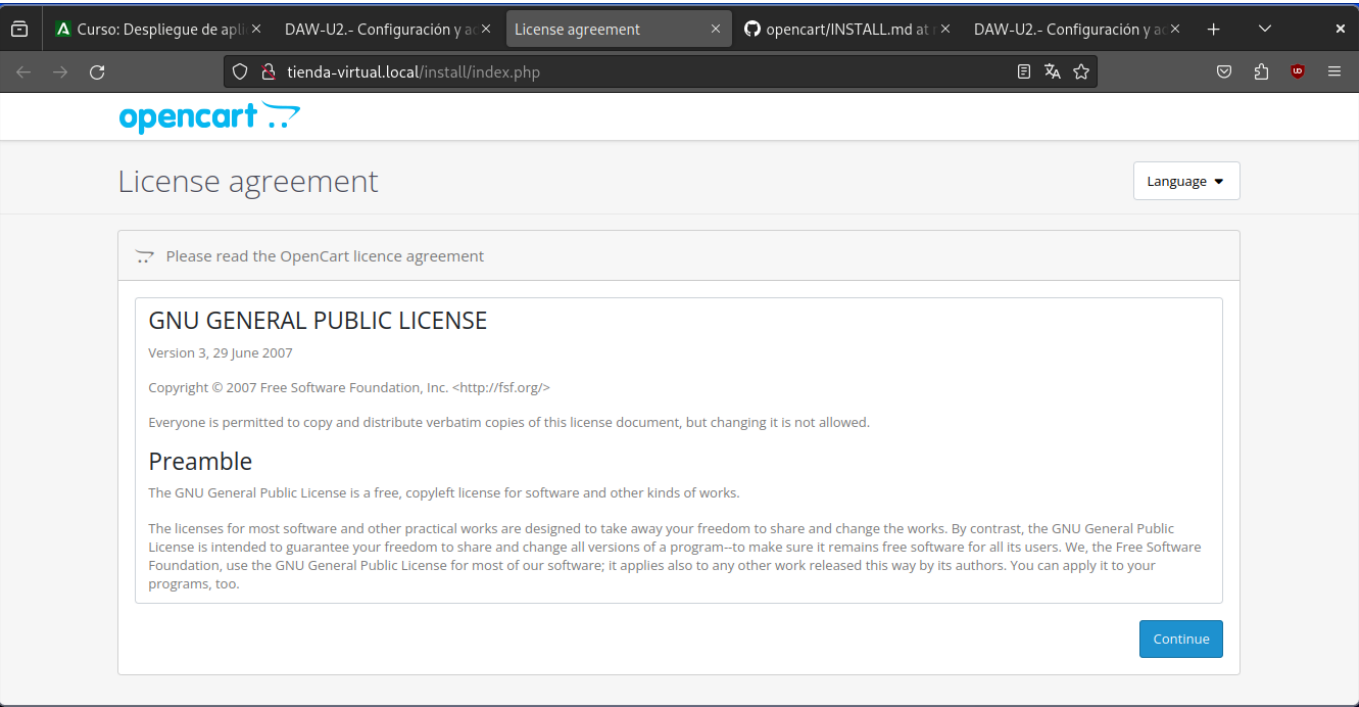 Curso: Despliegue de apli
DAW-U2.- Configuración y ad
License agreement
opencart/INSTALL.md at
DAW-U2.- Configuración y ad
tienda-virtual.local/install/index.php
opencart
License agreement
Language
Please read the OpenCart licence agreement
GNU GENERAL PUBLIC LICENSE
Version 3, 29 June 2007
Copyright © 2007 Free Software Foundation, Inc. <http://fsf.org/>
Everyone is permitted to copy and distribute verbatim copies of this license document, but changing it is not allowed.
Preamble
The GNU General Public License is a free, copyleft license for software and other kinds of works.
The licenses for most software and other practical works are designed to take away your freedom to share and change the works. By contrast, the GNU General Public
License is intended to guarantee your freedom to share and change all versions of a program--to make sure it remains free software for all its users. We, the Free Software
Foundation, use the GNU General Public License for most of our software; it applies also to any other work released this way by its authors. You can apply it to your
programs, too.
Continue